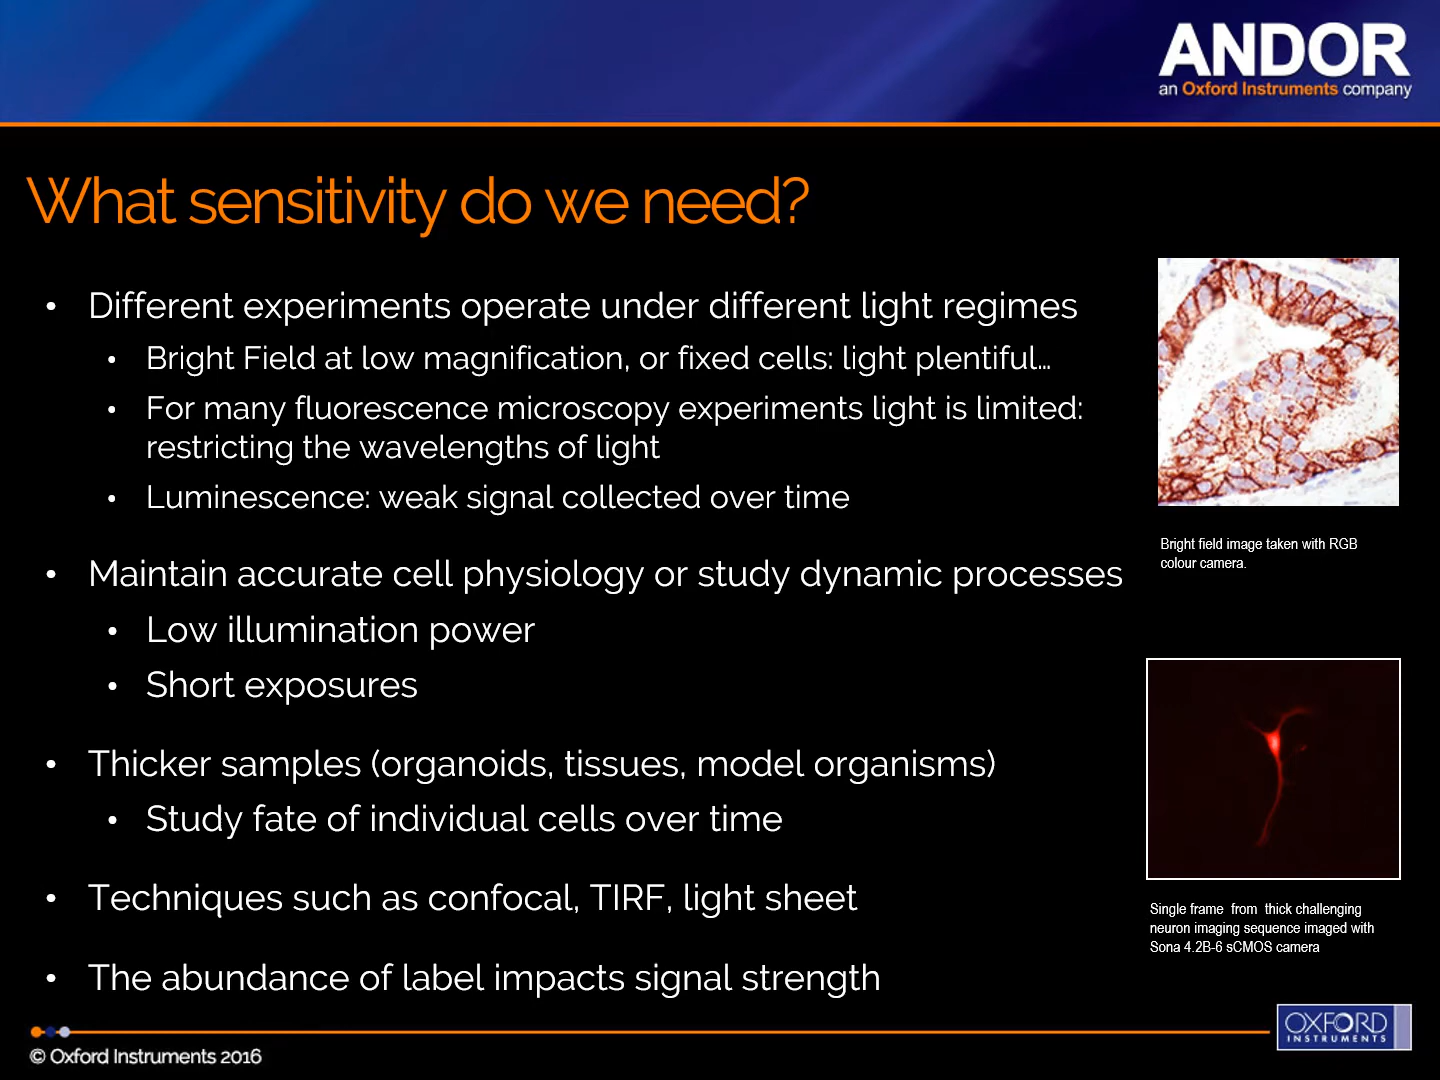 ANDOR
an Oxford Instruments company
What sensitivity do we need?
• Different experiments operate under different light regimes
• Bright Field at low magnification, or fixed cells: light plentiful...
• For many fluorescence microscopy experiments light is limited:
restricting the wavelengths of light
• Luminescence: weak signal collected over time
• Maintain accurate cell physiology or study dynamic processes
• Low illumination power
• Short exposures
• Thicker samples (organoids, tissues, model organisms)
• Study fate of individual cells over time
• Techniques such as confocal, TIRF, light sheet
• The abundance of label impacts signal strength
Bright field image taken with RGB
colour camera.
Single frame from thick challenging
neuron imaging sequence imaged with
Sona 4.2B-6 sCMOS camera
© Oxford Instruments 2016
OXFORD
INSTRUMENTS